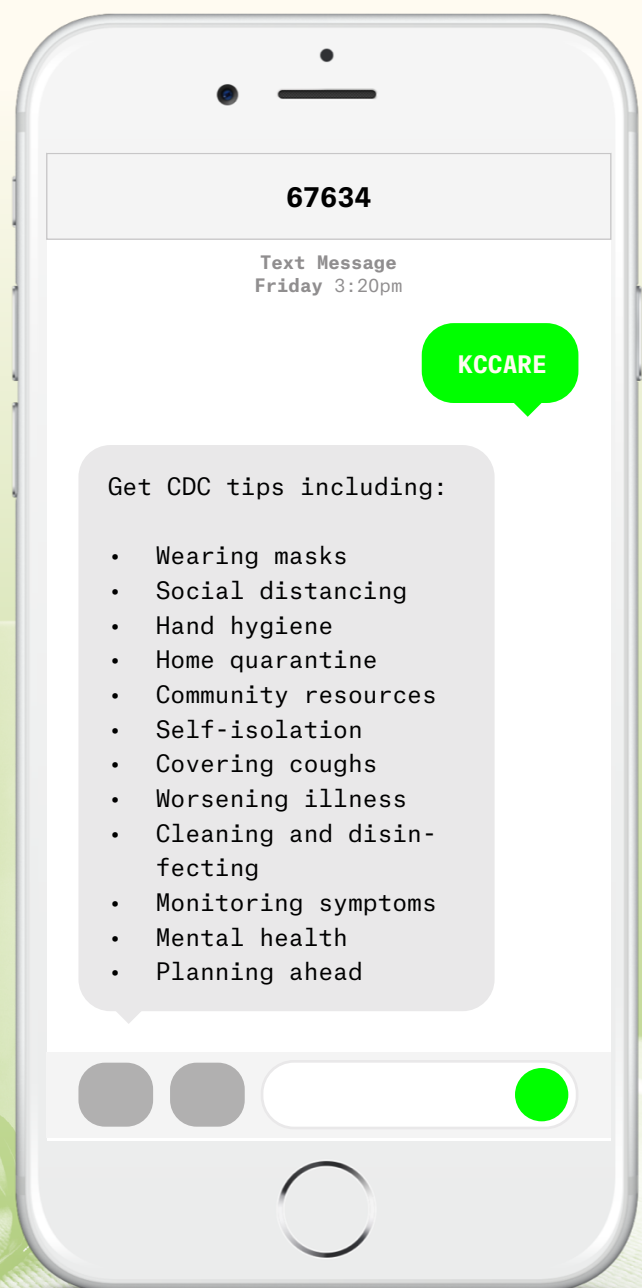 67634
Text Message
Friday 3:20pm
KCCARE
Get CDC tips including:
• Wearing masks
• Social distancing
• Hand hygiene
• Home quarantine
• Community resources
• Self-isolation
• Covering coughs
• Worsening illness
• Cleaning and disin-
fecting
• Monitoring symptoms
• Mental health
• Planning ahead